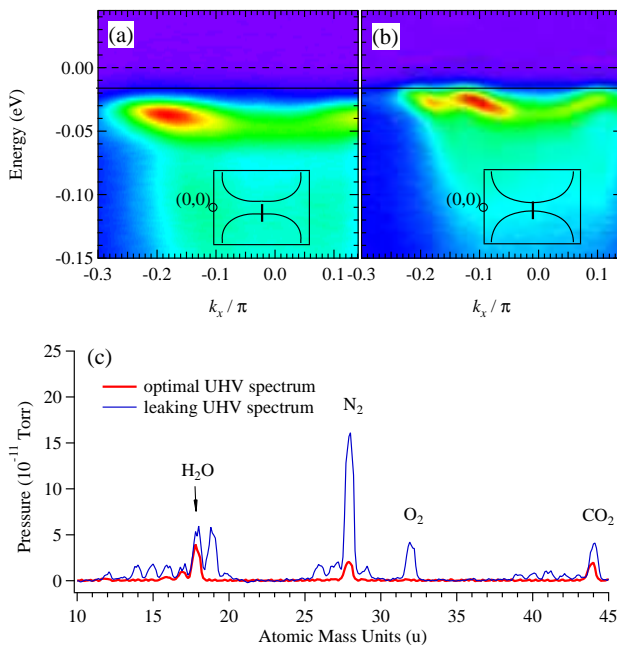 (a)
(b)
Energy (eV)
0.00
-0.05
-0.10
-0.15
(0,0)
(0,0)
-0.3 -0.2 -0.1 0.0 0.1
-0.3 -0.2 -0.1 0.0 0.1
kₓ / π
kₓ / π
(c)
optimal UHV spectrum
leaking UHV spectrum
N₂
H₂O
O₂
CO₂
Pressure (10⁻¹¹ Torr)
25
20
15
10
5
0
10 15 20 25 30 35 40 45
Atomic Mass Units (u)